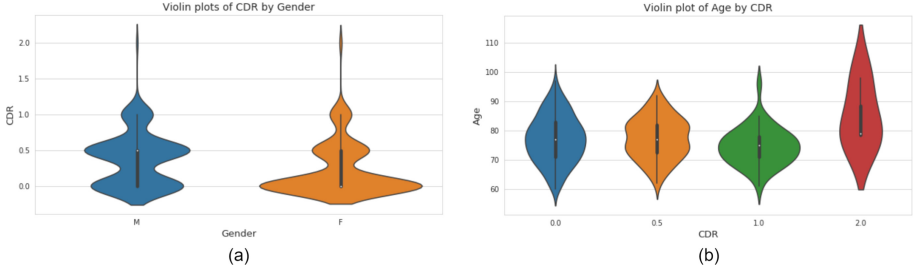 Violin plots of CDR by Gender
2.0
1.5
1.0
0.5
0.0
CDR
M
F
Gender
(a)
Violin plot of Age by CDR
110
100
90
80
70
60
Age
0.0
0.5
1.0
2.0
CDR
(b)